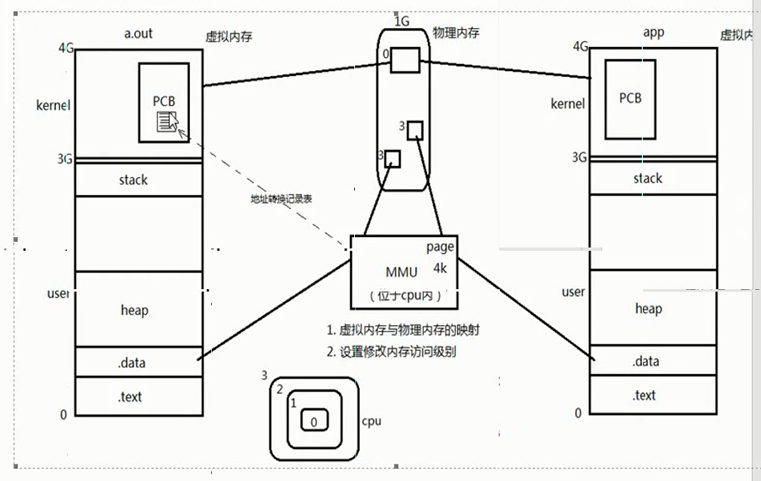 a.out 虚拟内存
4G
kernel
PCB
3G
stack
user
heap
.data
.text
0
地址转换记录表
1G
物理内存
0
3
3
MMU
page
4k
（位于cpu内）
1. 虚拟内存与物理内存的映射
2. 设置修改内存访问级别
3
2
1
0
cpu
app 虚拟内
4G
kernel
PCB
3G
stack
user
heap
.data
.text
0